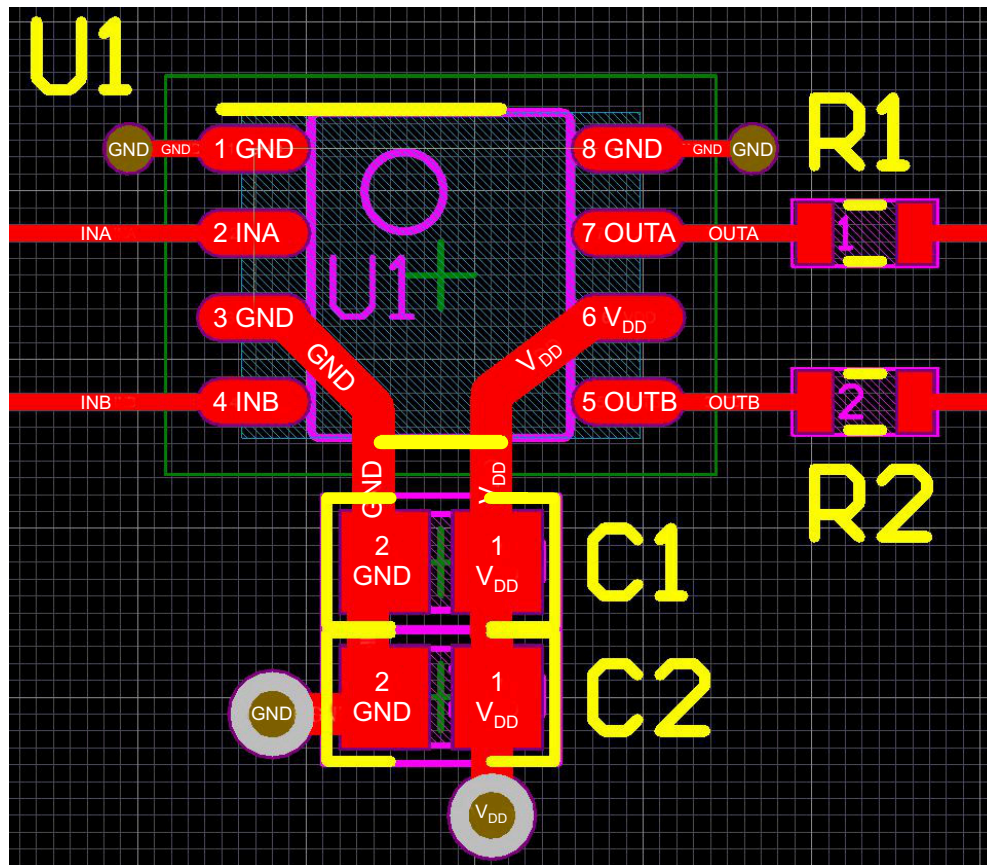 U1
GND GND 1 GND
8 GND GND GND
R1
INA 2 INA
7 OUTA OUTA
1
U1
3 GND
6 VDD
GND
VDD
INB 4 INB
5 OUTB OUTB
2
GND
VDD
R2
2
GND
1
VDD
C1
2
GND
1
VDD
C2
GND
VDD